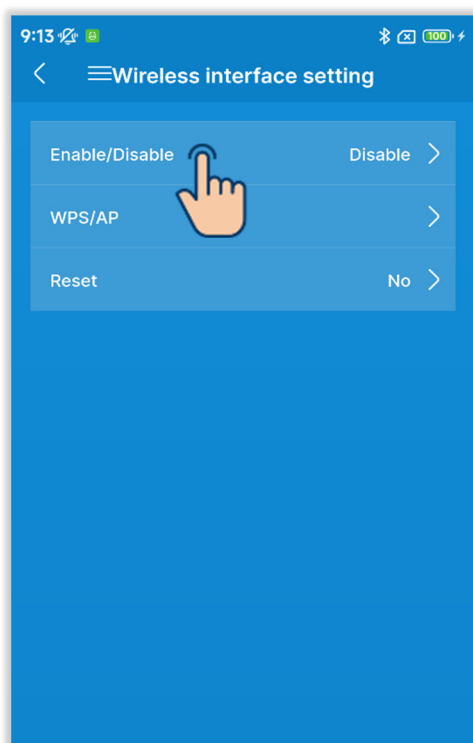 9:13 100
Wireless interface setting
Enable/Disable Disable
WPS/AP
Reset No